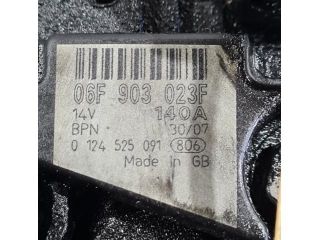 06F 903 023F
14V 140A
BPN 30/07
0 124 525 091 806
Made in GB